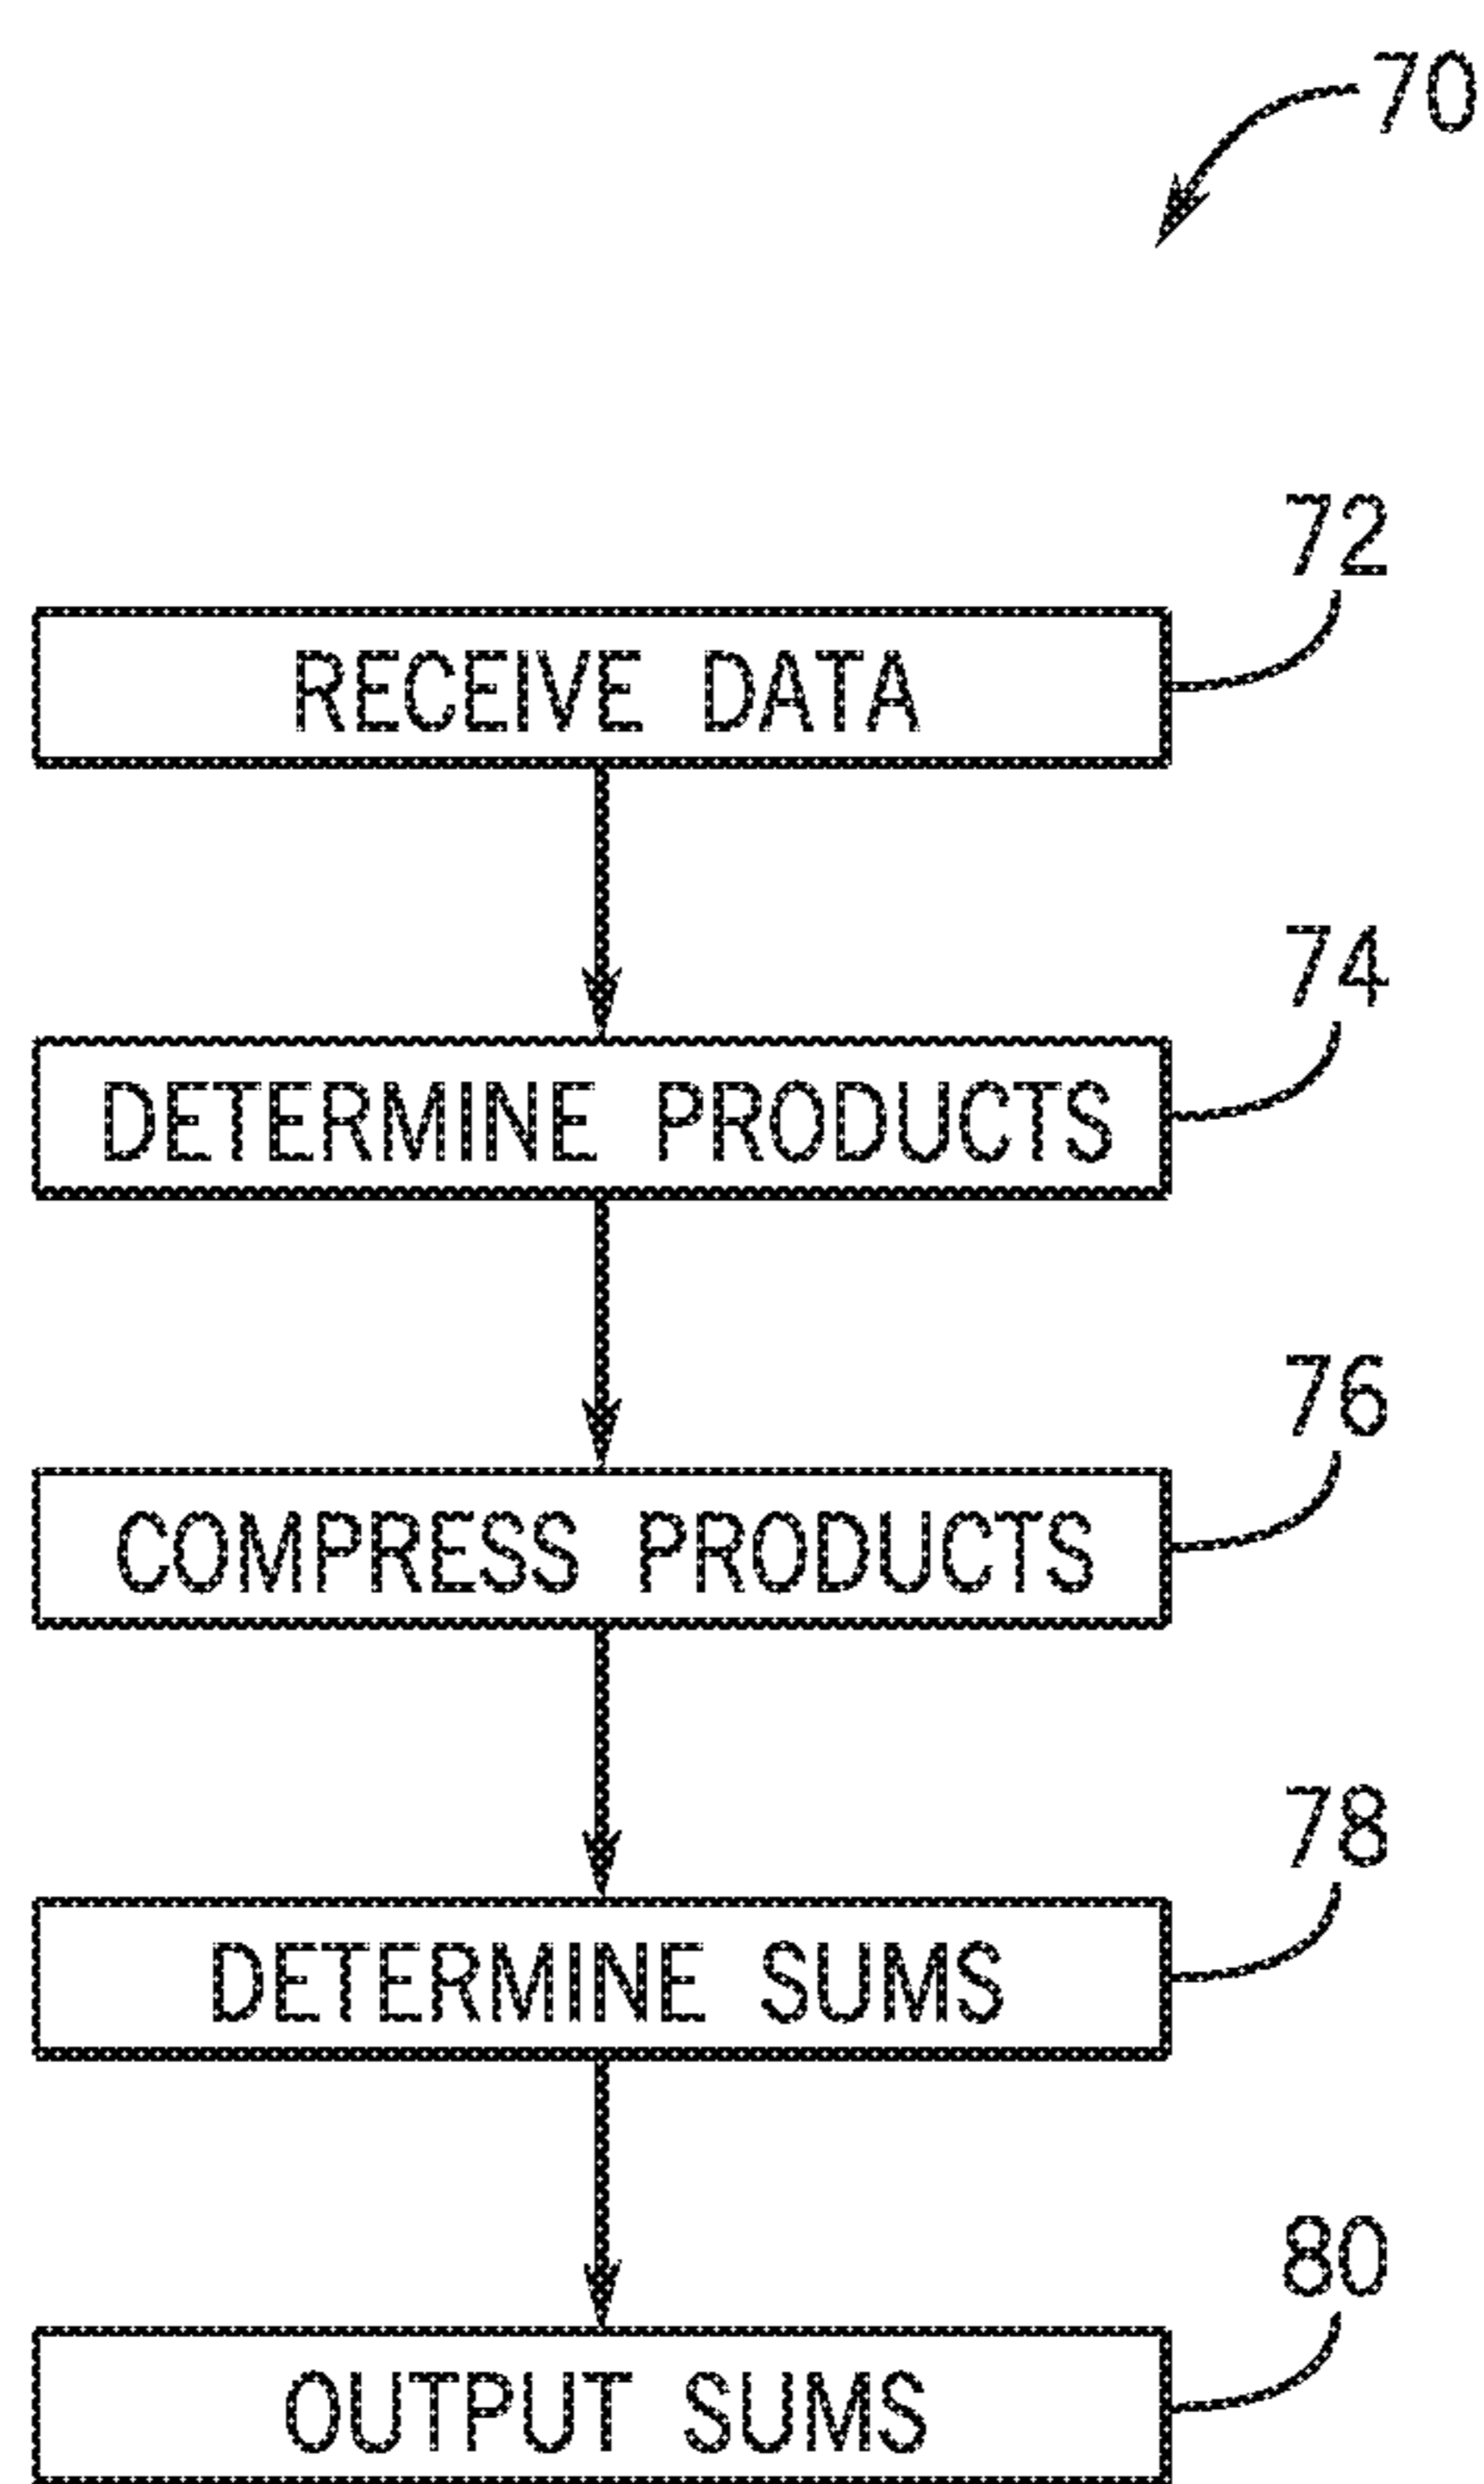 70
72
RECEIVE DATA
74
DETERMINE PRODUCTS
76
COMPRESS PRODUCTS
78
DETERMINE SUMS
80
OUTPUT SUMS